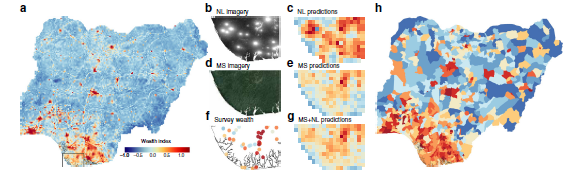 a
b NL imagery
c NL predictions
h
d MS imagery
e MS predictions
f Survey wealth
g MS+NL predictions
Wealth index
-1.0 -0.5 0.0 0.5 1.0